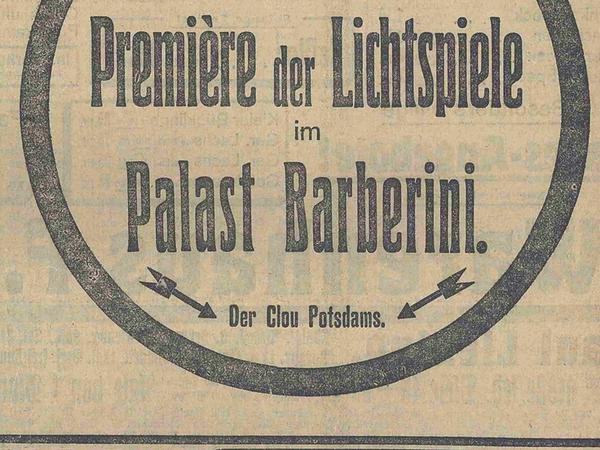 Première der Lichtspiele
im
Palast Barberini.
Der Clou Potsdams.